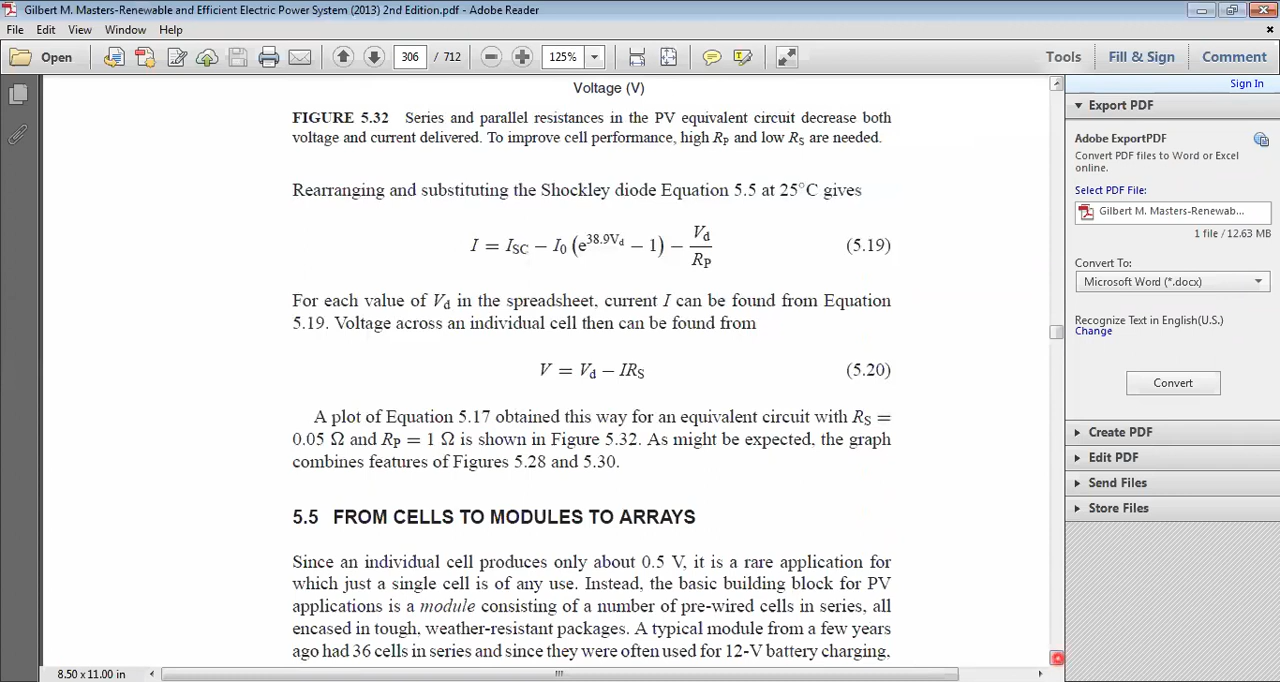 Gilbert M. Masters-Renewable and Efficient Electric Power System (2013) 2nd Edition.pdf - Adobe Reader
File Edit View Window Help
Open 306 / 712 125% Tools Fill & Sign Comment
Sign In
Voltage (V)
FIGURE 5.32 Series and parallel resistances in the PV equivalent circuit decrease both
voltage and current delivered. To improve cell performance, high RP and low RS are needed.
Rearranging and substituting the Shockley diode Equation 5.5 at 25°C gives
I = ISC − I0 (e^38.9Vd − 1) − Vd/RP (5.19)
For each value of Vd in the spreadsheet, current I can be found from Equation
5.19. Voltage across an individual cell then can be found from
V = Vd − IRS (5.20)
A plot of Equation 5.17 obtained this way for an equivalent circuit with RS =
0.05 Ω and RP = 1 Ω is shown in Figure 5.32. As might be expected, the graph
combines features of Figures 5.28 and 5.30.
5.5 FROM CELLS TO MODULES TO ARRAYS
Since an individual cell produces only about 0.5 V, it is a rare application for
which just a single cell is of any use. Instead, the basic building block for PV
applications is a module consisting of a number of pre-wired cells in series, all
encased in tough, weather-resistant packages. A typical module from a few years
ago had 36 cells in series and since they were often used for 12-V battery charging,
8.50 x 11.00 in
Export PDF
Adobe ExportPDF
Convert PDF files to Word or Excel
online.
Select PDF File:
Gilbert M. Masters-Renewab...
1 file / 12.63 MB
Convert To:
Microsoft Word (*.docx)
Recognize Text in English(U.S.)
Change
Convert
Create PDF
Edit PDF
Send Files
Store Files